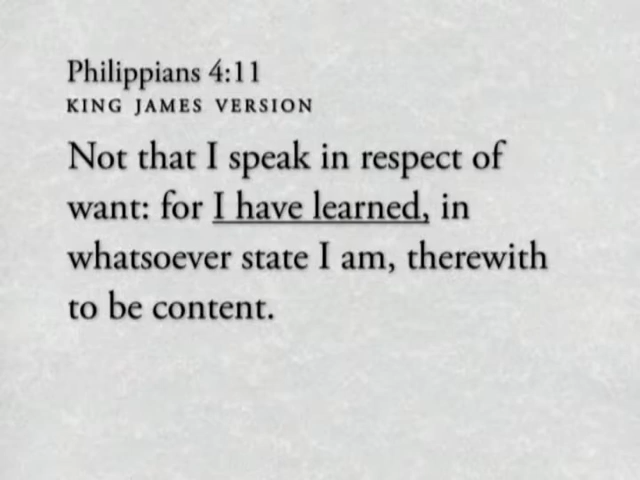 Philippians 4:11
KING JAMES VERSION
Not that I speak in respect of
want: for I have learned, in
whatsoever state I am, therewith
to be content.